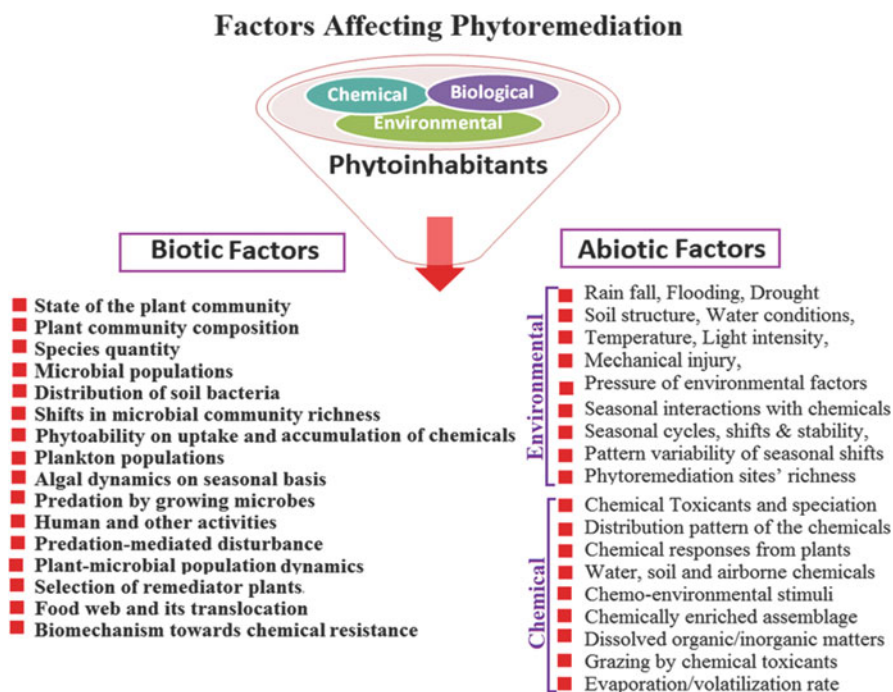 Factors Affecting Phytoremediation
Chemical
Biological
Environmental
Phytoinhabitants
Biotic Factors
State of the plant community
Plant community composition
Species quantity
Microbial populations
Distribution of soil bacteria
Shifts in microbial community richness
Phytoability on uptake and accumulation of chemicals
Plankton populations
Algal dynamics on seasonal basis
Predation by growing microbes
Human and other activities
Predation-mediated disturbance
Plant-microbial population dynamics
Selection of remediator plants.
Food web and its translocation
Biomechanism towards chemical resistance
Abiotic Factors
Environmental
Rain fall, Flooding, Drought
Soil structure, Water conditions,
Temperature, Light intensity,
Mechanical injury,
Pressure of environmental factors
Seasonal interactions with chemicals
Seasonal cycles, shifts & stability,
Pattern variability of seasonal shifts
Phytoremediation sites' richness
Chemical
Chemical Toxicants and speciation
Distribution pattern of the chemicals
Chemical responses from plants
Water, soil and airborne chemicals
Chemo-environmental stimuli
Chemically enriched assemblage
Dissolved organic/inorganic matters
Grazing by chemical toxicants
Evaporation/volatilization rate